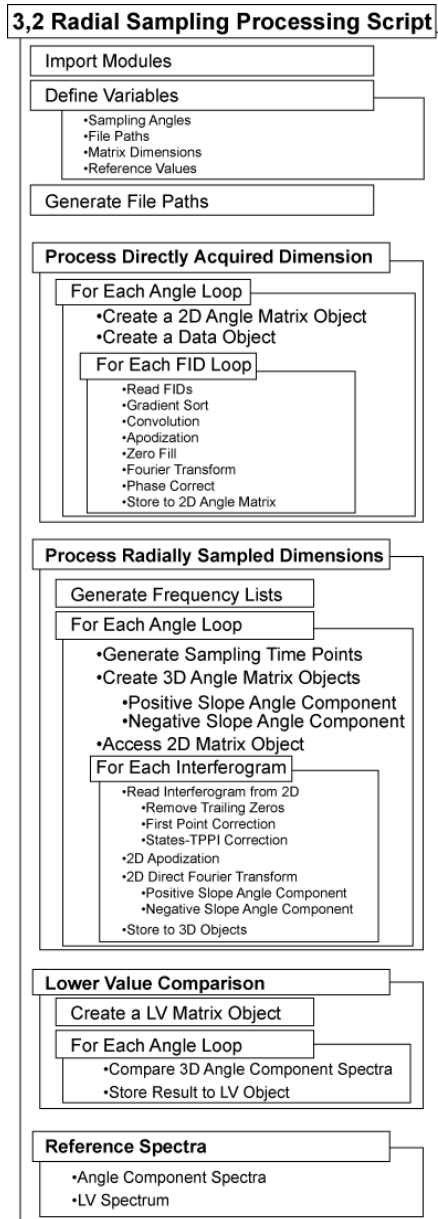 3,2 Radial Sampling Processing Script
Import Modules
Define Variables
•Sampling Angles
•File Paths
•Matrix Dimensions
•Reference Values
Generate File Paths
Process Directly Acquired Dimension
For Each Angle Loop
•Create a 2D Angle Matrix Object
•Create a Data Object
For Each FID Loop
•Read FIDs
•Gradient Sort
•Convolution
•Apodization
•Zero Fill
•Fourier Transform
•Phase Correct
•Store to 2D Angle Matrix
Process Radially Sampled Dimensions
Generate Frequency Lists
For Each Angle Loop
•Generate Sampling Time Points
•Create 3D Angle Matrix Objects
•Positive Slope Angle Component
•Negative Slope Angle Component
•Access 2D Matrix Object
For Each Interferogram
•Read Interferogram from 2D
•Remove Trailing Zeros
•First Point Correction
•States-TPPI Correction
•2D Apodization
•2D Direct Fourier Transform
•Positive Slope Angle Component
•Negative Slope Angle Component
•Store to 3D Objects
Lower Value Comparison
Create a LV Matrix Object
For Each Angle Loop
•Compare 3D Angle Component Spectra
•Store Result to LV Object
Reference Spectra
•Angle Component Spectra
•LV Spectrum